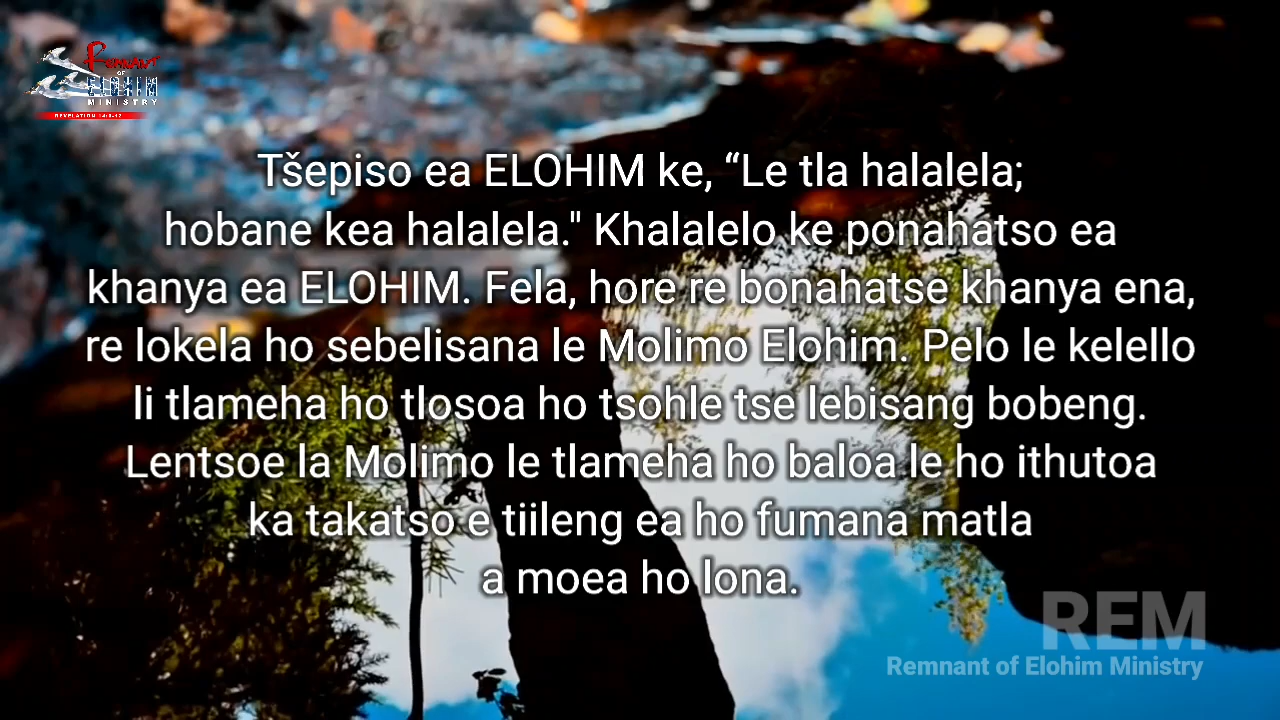 REMNANT
OF
ELOHIM
MINISTRY
Tšepiso ea ELOHIM ke, “Le tla halalela;
hobane kea halalela." Khalalelo ke ponahatso ea
khanya ea ELOHIM. Fela, hore re bonahatse khanya ena,
re lokela ho sebelisana le Molimo Elohim. Pelo le kelello
li tlameha ho tlosoa ho tsohle tse lebisang bobeng.
Lentsoe la Molimo le tlameha ho baloa le ho ithutoa
ka takatso e tiileng ea ho fumana matla
a moea ho lona.
REM
Remnant of Elohim Ministry